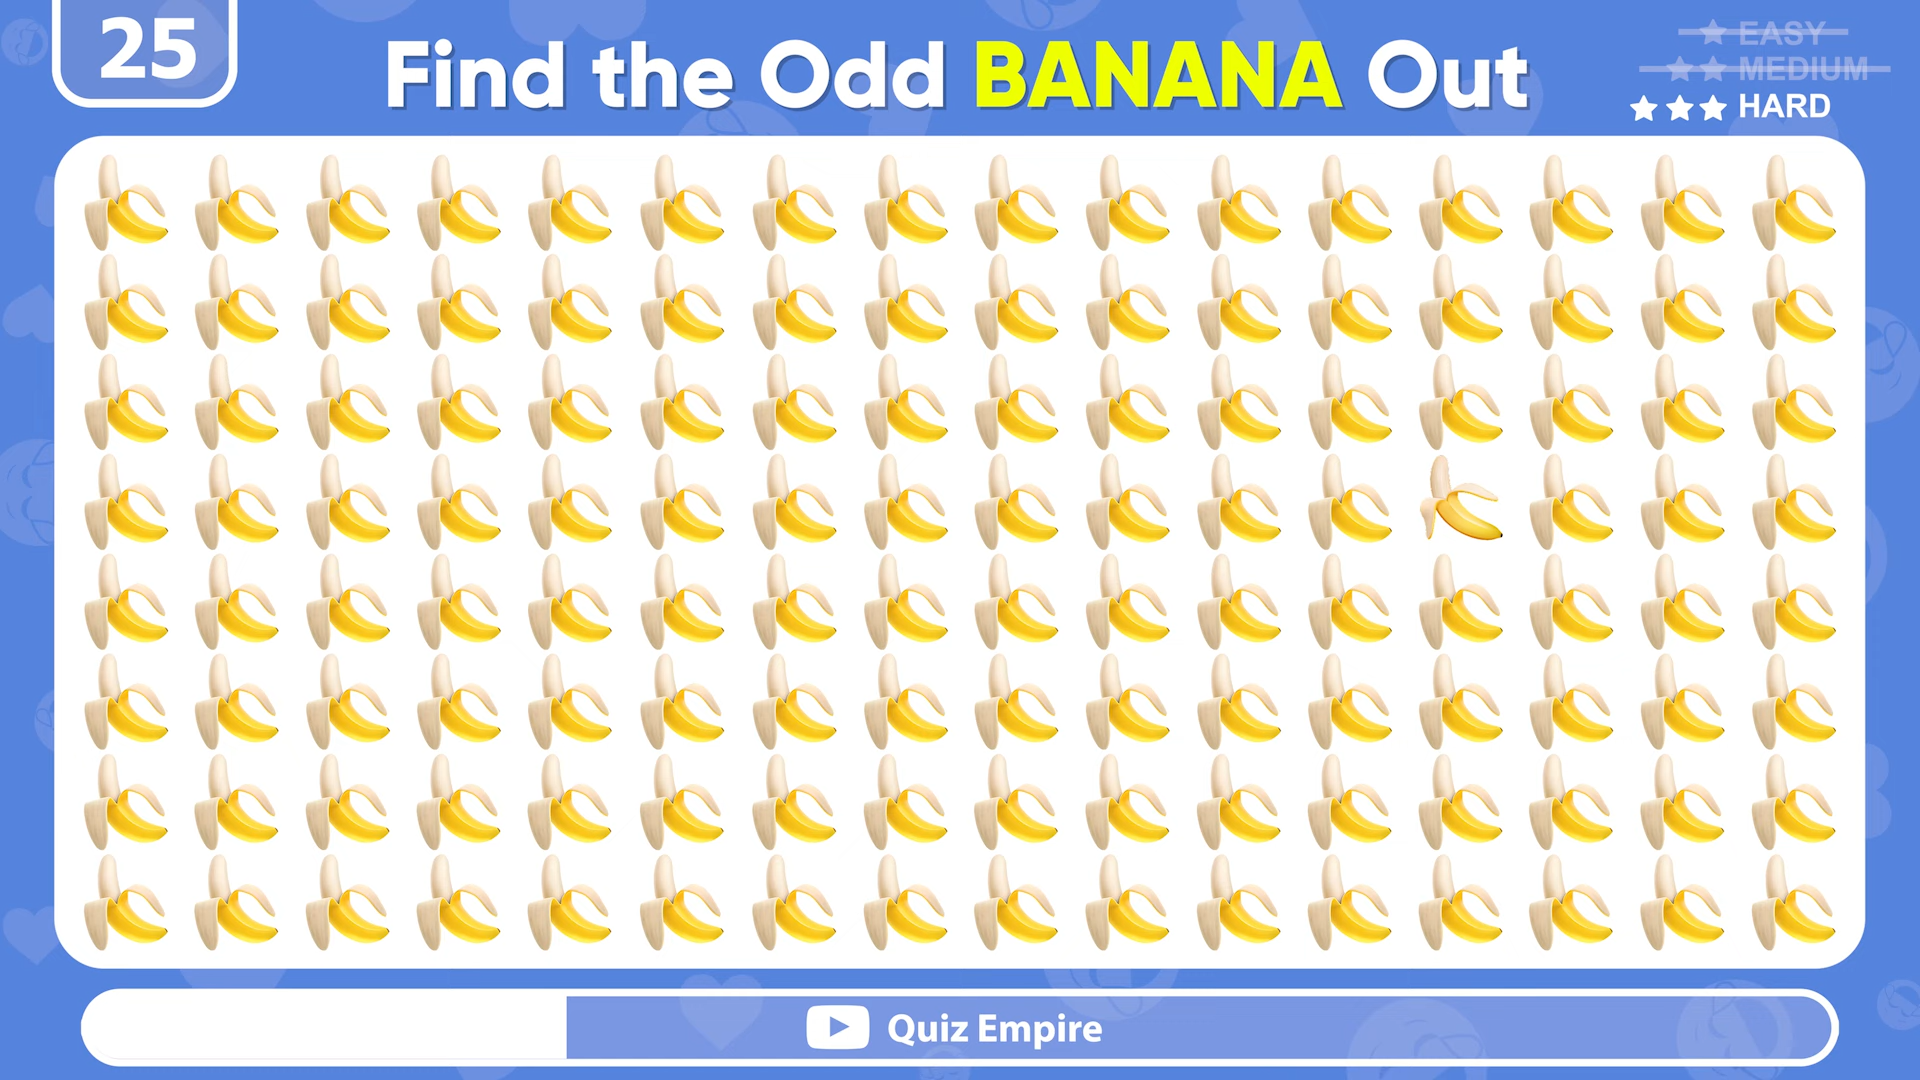 25
Find the Odd BANANA Out
EASY
MEDIUM
HARD
Quiz Empire